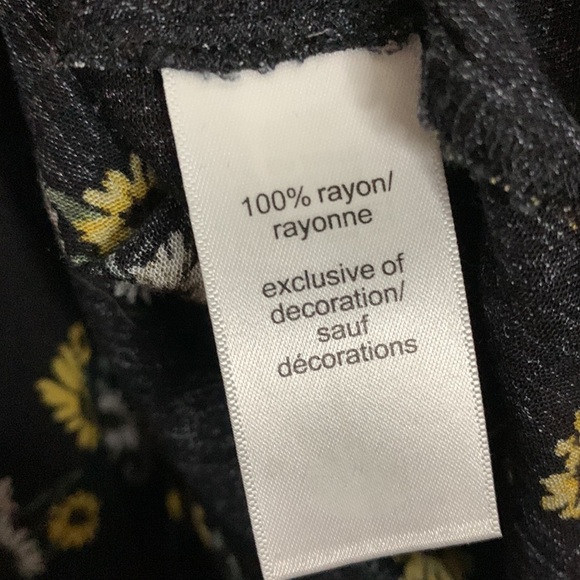 100% rayon/
rayonne
exclusive of
decoration/
sauf
décorations